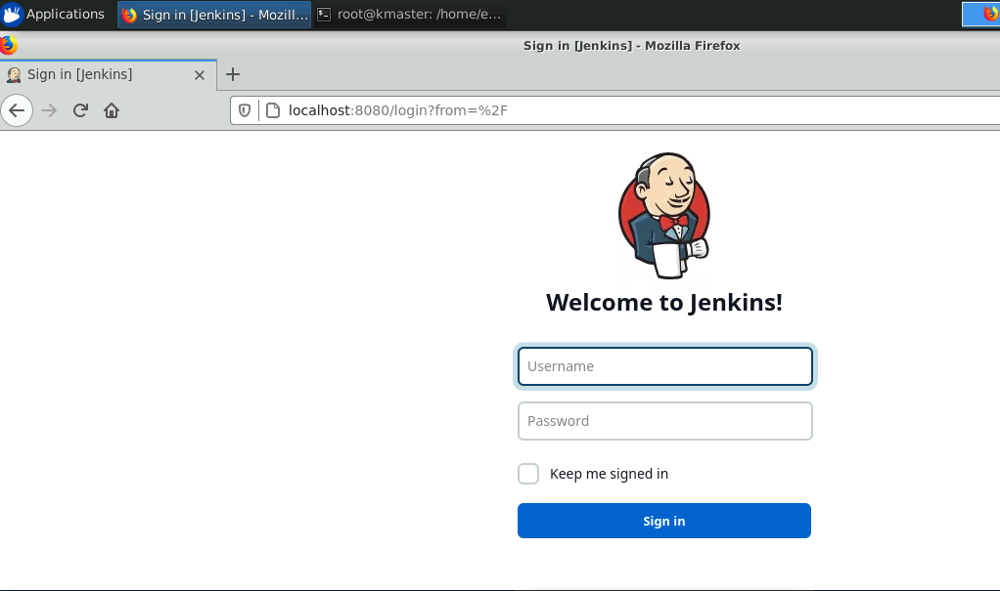 Applications
Sign in [Jenkins] - Mozill...
root@kmaster: /home/e...
Sign in [Jenkins] - Mozilla Firefox
Sign in [Jenkins]
localhost:8080/login?from=%2F
Welcome to Jenkins!
Username
Password
Keep me signed in
Sign in